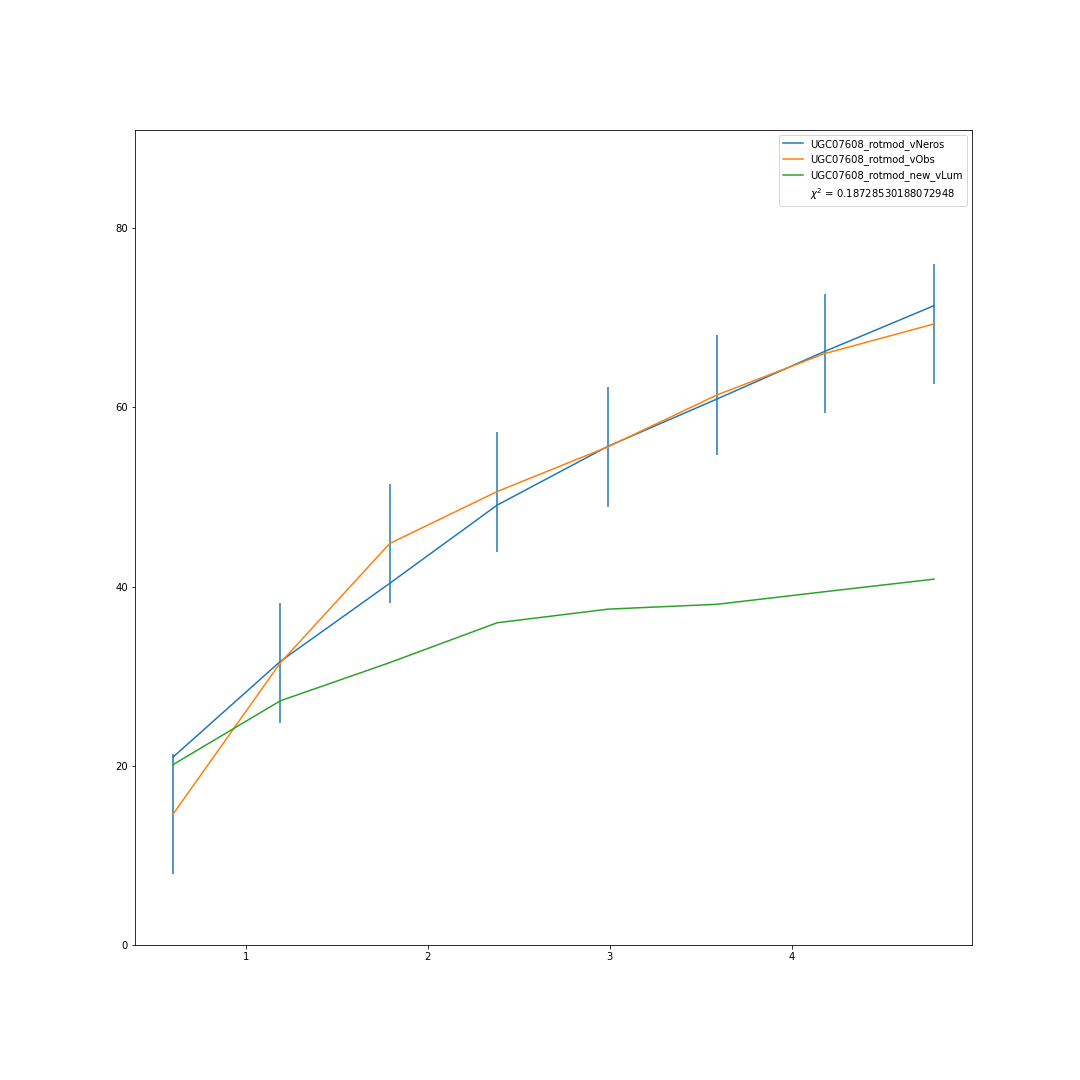 UGC07608_rotmod_vNeros
UGC07608_rotmod_vObs
UGC07608_rotmod_new_vLum
χ² = 0.18728530188072948
80
60
40
20
0
1 2 3 4